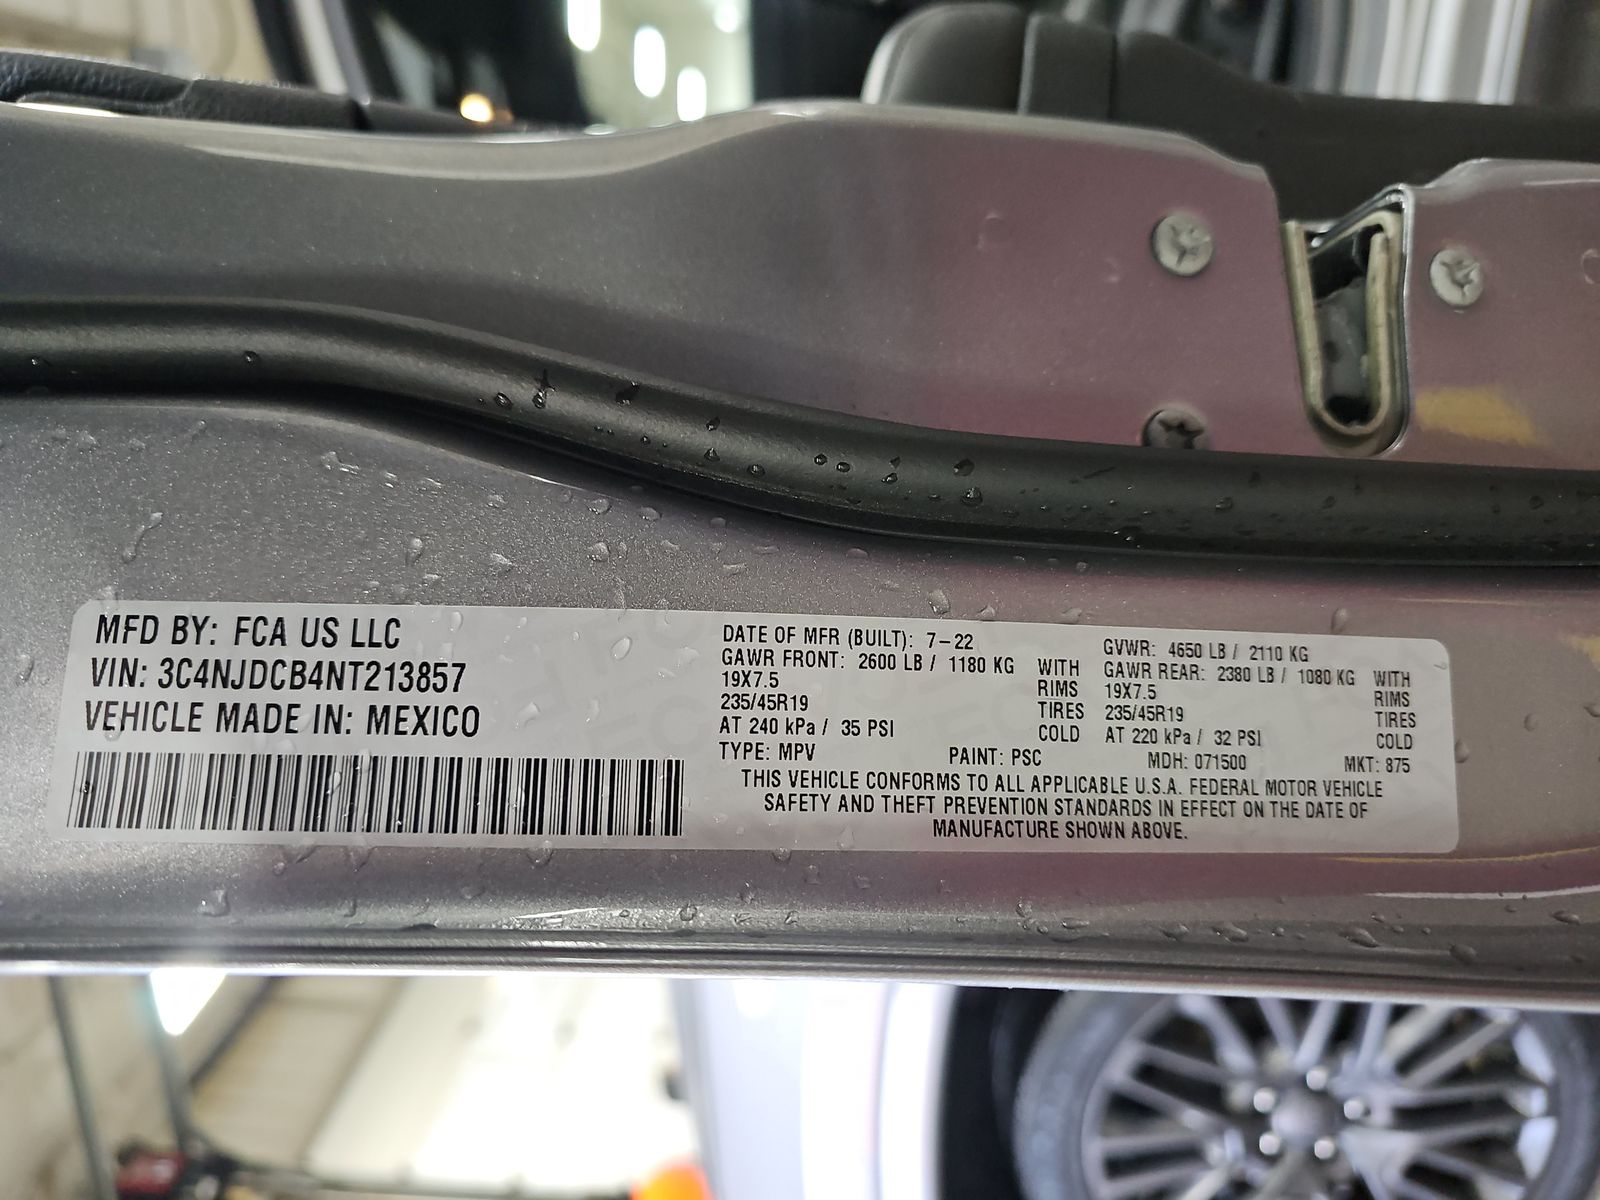 MFD BY: FCA US LLC
VIN: 3C4NJDCB4NT213857
VEHICLE MADE IN: MEXICO
DATE OF MFR (BUILT): 7-22
GAWR FRONT: 2600 LB / 1180 KG WITH
19X7.5 RIMS
235/45R19 TIRES
AT 240 kPa / 35 PSI COLD
GVWR: 4650 LB / 2110 KG
GAWR REAR: 2380 LB / 1080 KG WITH
19X7.5 RIMS
235/45R19 TIRES
AT 220 kPa / 32 PSI COLD
TYPE: MPV PAINT: PSC MDH: 071500 MKT: 875
THIS VEHICLE CONFORMS TO ALL APPLICABLE U.S.A. FEDERAL MOTOR VEHICLE
SAFETY AND THEFT PREVENTION STANDARDS IN EFFECT ON THE DATE OF
MANUFACTURE SHOWN ABOVE.